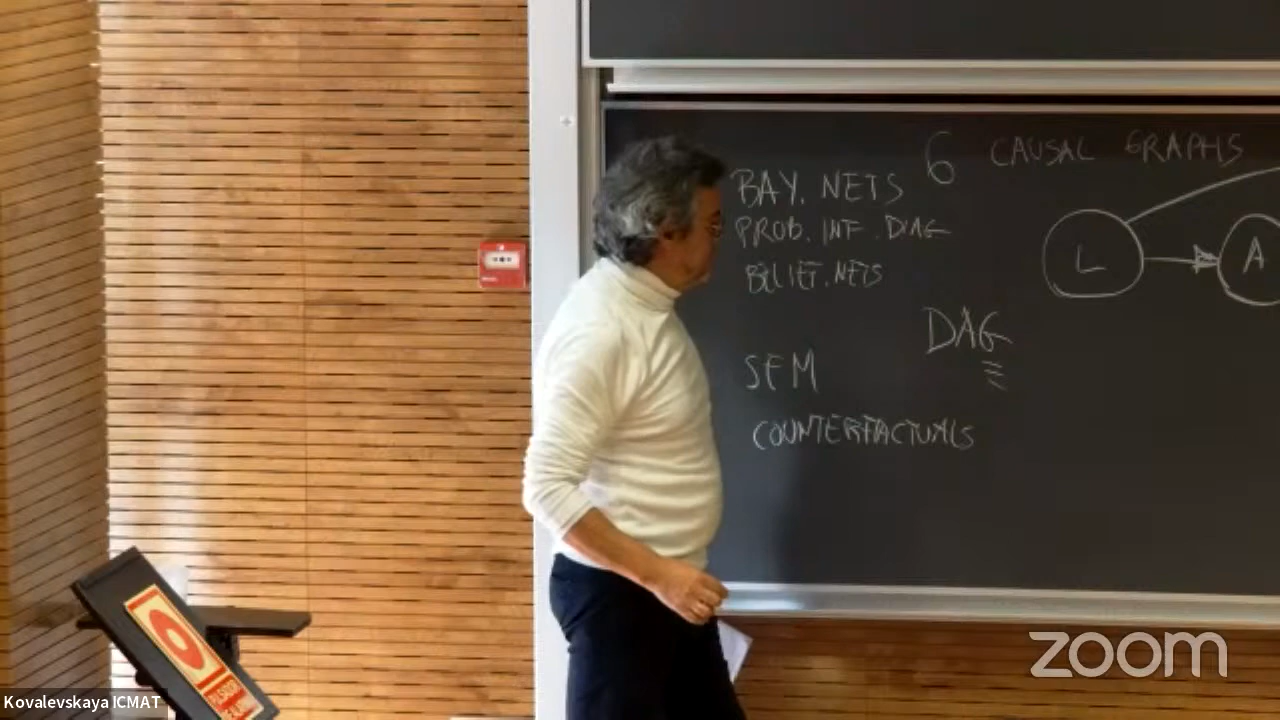 6 CAUSAL GRAPHS
BAY. NETS
PROB. INF. DIAG
BELIEF. NETS
L
A
DAG
SEM
COUNTERFACTUALS
zoom
Kovalevskaya ICMAT